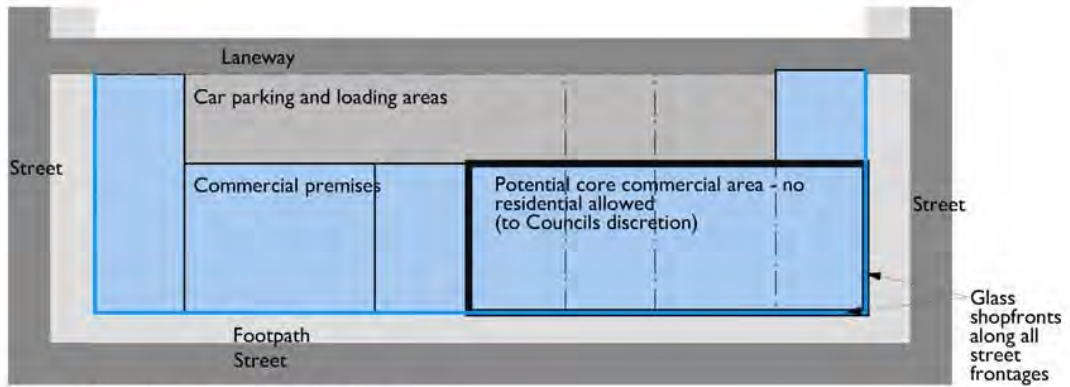 Laneway
Car parking and loading areas
Street
Commercial premises
Potential core commercial area - no
residential allowed
(to Councils discretion)
Street
Glass
shopfronts
along all
street
frontages
Footpath
Street